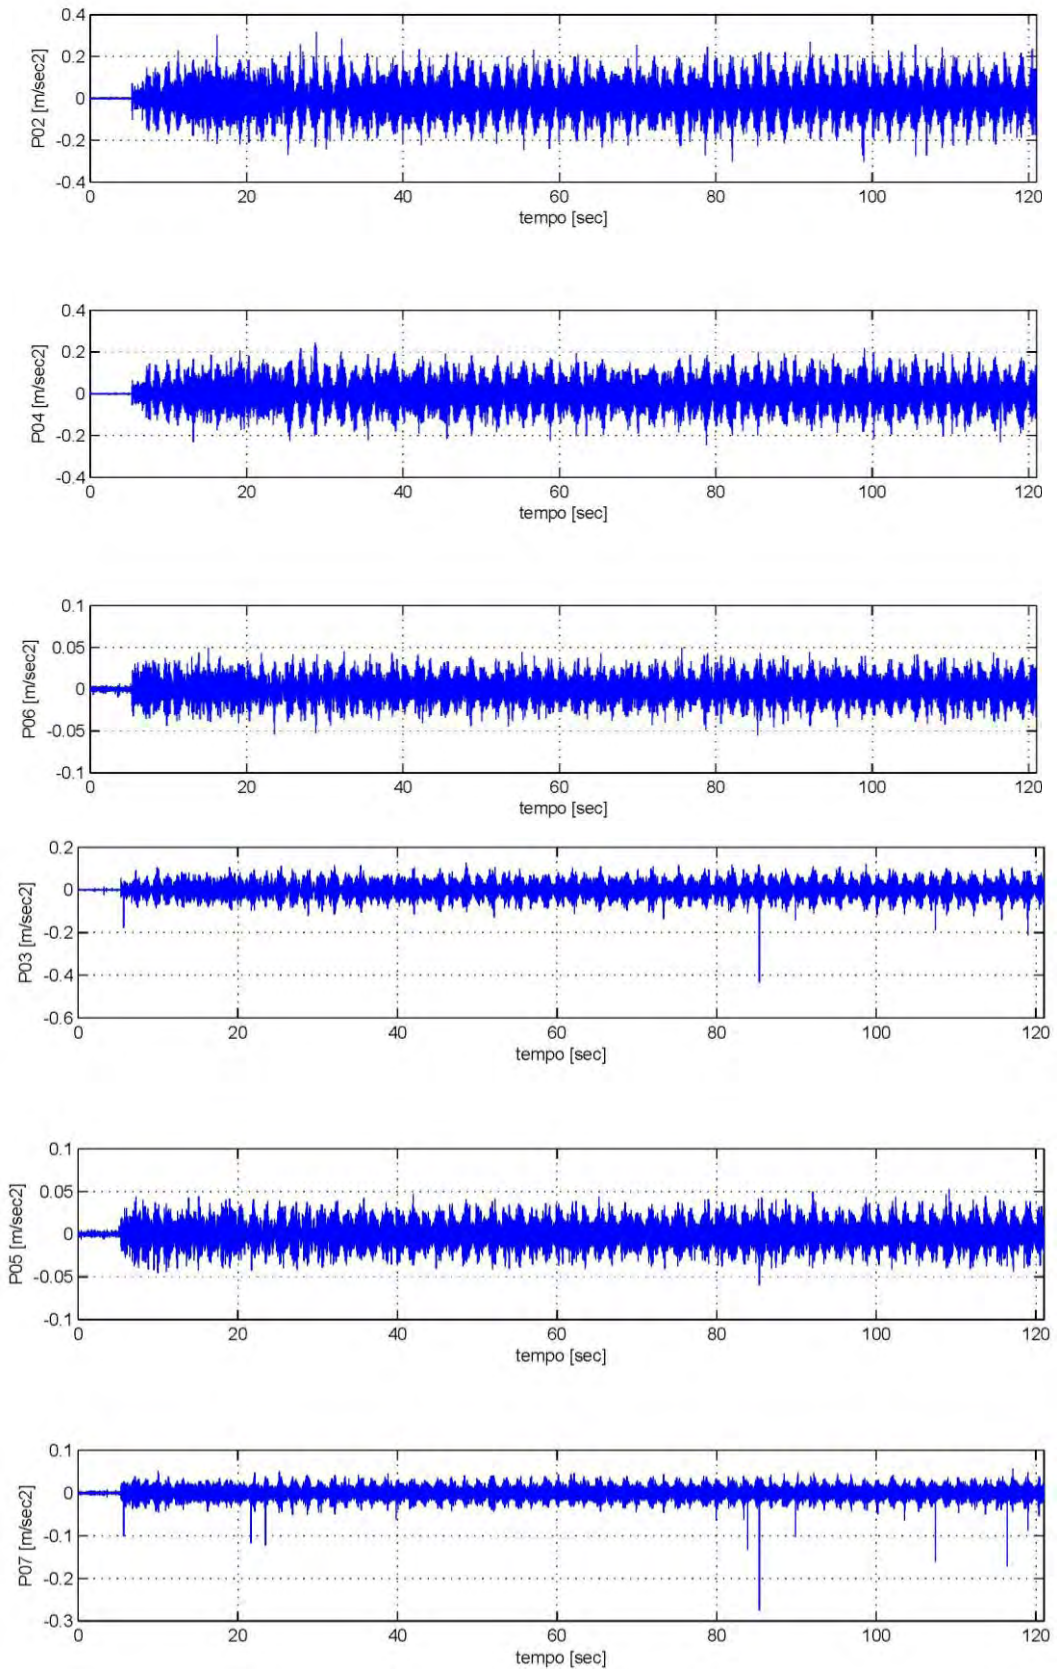 0.4
0.2
0
-0.2
-0.4
P02 [m/sec2]
0 20 40 60 80 100 120
tempo [sec]
0.4
0.2
0
-0.2
-0.4
P04 [m/sec2]
0 20 40 60 80 100 120
tempo [sec]
0.1
0.05
0
-0.05
-0.1
P06 [m/sec2]
0 20 40 60 80 100 120
tempo [sec]
0.2
0
-0.2
-0.4
-0.6
P03 [m/sec2]
0 20 40 60 80 100 120
tempo [sec]
0.1
0.05
0
-0.05
-0.1
P05 [m/sec2]
0 20 40 60 80 100 120
tempo [sec]
0.1
0
-0.1
-0.2
-0.3
P07 [m/sec2]
0 20 40 60 80 100 120
tempo [sec]